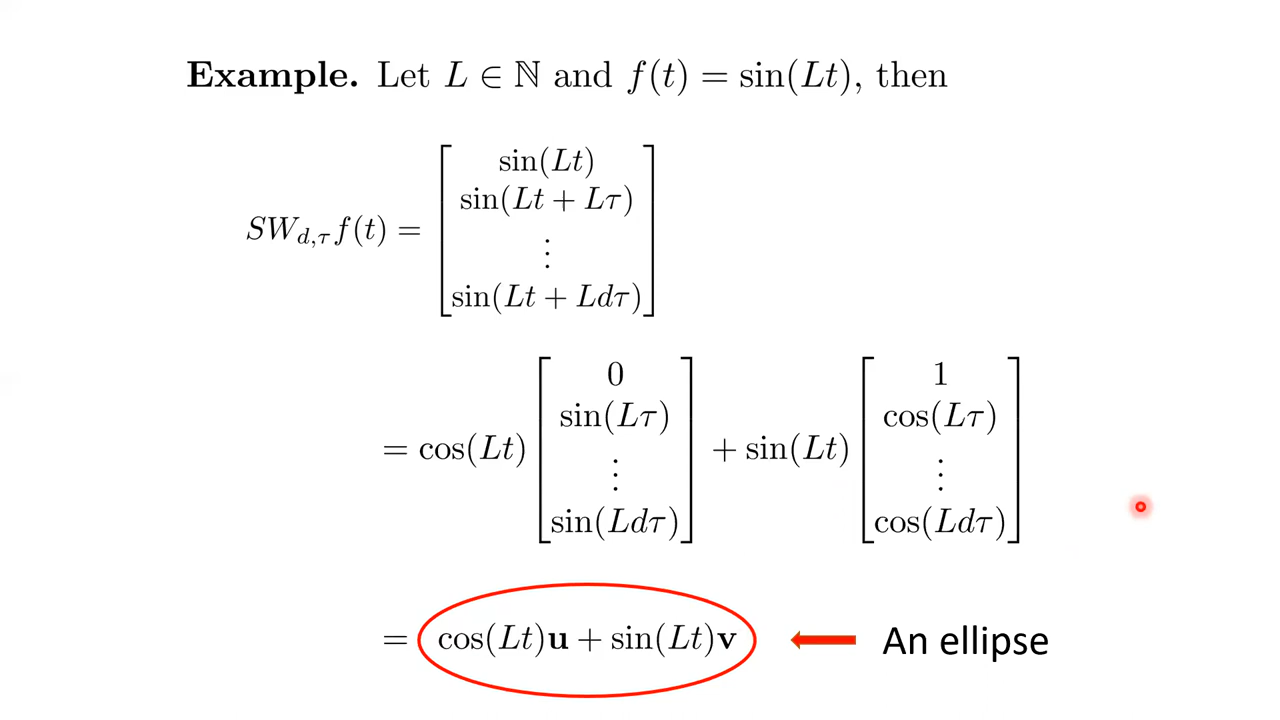 Example. Let L ∈ ℕ and f(t) = sin(Lt), then
SW_{d,τ} f(t) = [ sin(Lt)
sin(Lt + Lτ)
⋮
sin(Lt + Ldτ) ]
= cos(Lt) [ 0
sin(Lτ)
⋮
sin(Ldτ) ] + sin(Lt) [ 1
cos(Lτ)
⋮
cos(Ldτ) ]
= cos(Lt)u + sin(Lt)v
An ellipse